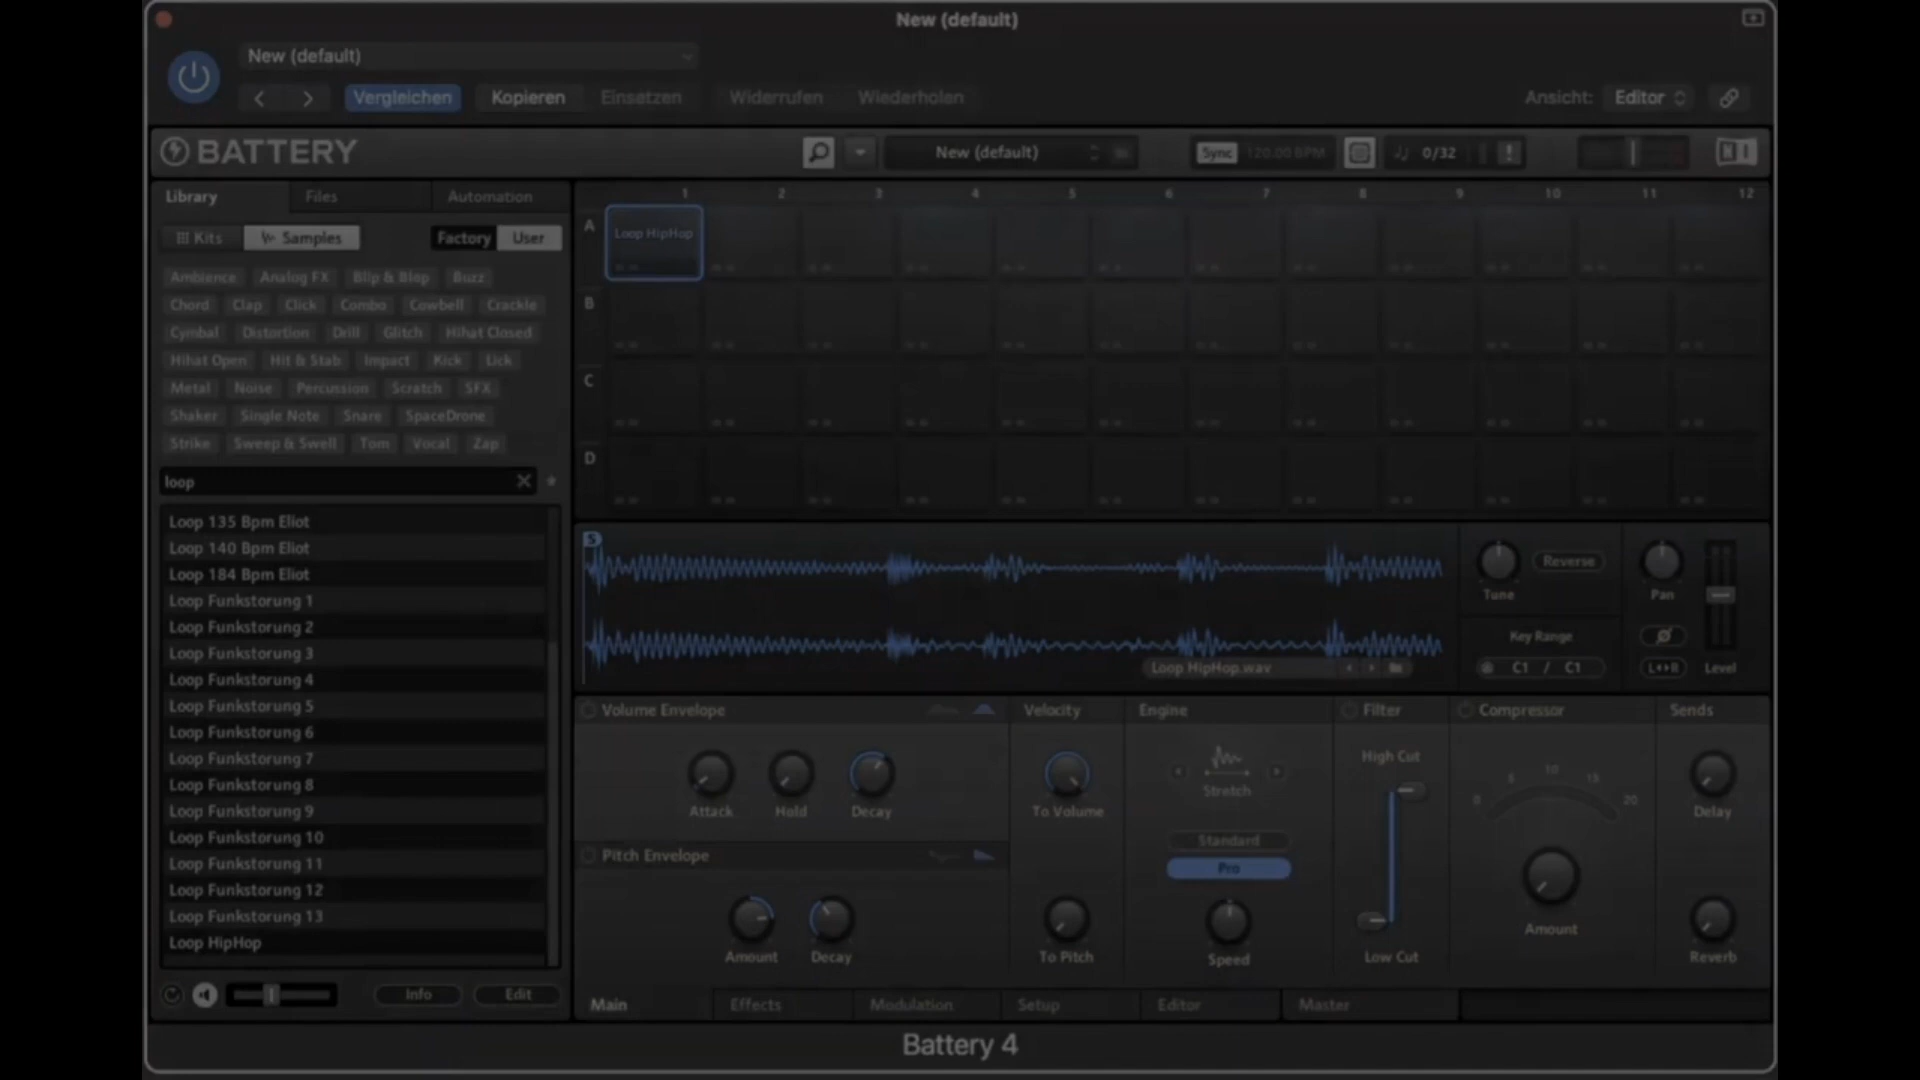 New (default)
New (default)
Vergleichen Kopieren Einsetzen Widerrufen Wiederholen Ansicht: Editor
BATTERY New (default) Sync 120.00 BPM 0/32 !
Library Files Automation
1 2 3 4 5 6 7 8 9 10 11 12
Kits Samples Factory User
A
Loop HipHop
B
C
D
Ambience Analog FX Blip & Blop Buzz
Chord Clap Click Combo Cowbell Crackle
Cymbal Distortion Drill Glitch Hihat Closed
Hihat Open Hit & Stab Impact Kick Lick
Metal Noise Percussion Scratch SFX
Shaker Single Note Snare SpaceDrone
Strike Sweep & Swell Tom Vocal Zap
loop
Loop 135 Bpm Eliot
Loop 140 Bpm Eliot
Loop 184 Bpm Eliot
Loop Funkstorung 1
Loop Funkstorung 2
Loop Funkstorung 3
Loop Funkstorung 4
Loop Funkstorung 5
Loop Funkstorung 6
Loop Funkstorung 7
Loop Funkstorung 8
Loop Funkstorung 9
Loop Funkstorung 10
Loop Funkstorung 11
Loop Funkstorung 12
Loop Funkstorung 13
Loop HipHop
Info Edit
S
Loop HipHop.wav
Tune Reverse
Key Range
C1 / C1
Pan
L↔R Level
Volume Envelope Velocity Engine Filter Compressor Sends
Attack Hold Decay
To Volume
Stretch
Standard
Pro
Speed
High Cut
Low Cut
0 5 10 15 20
Amount
Delay
Reverb
Pitch Envelope
Amount Decay
To Pitch
Main Effects Modulation Setup Editor Master
Battery 4